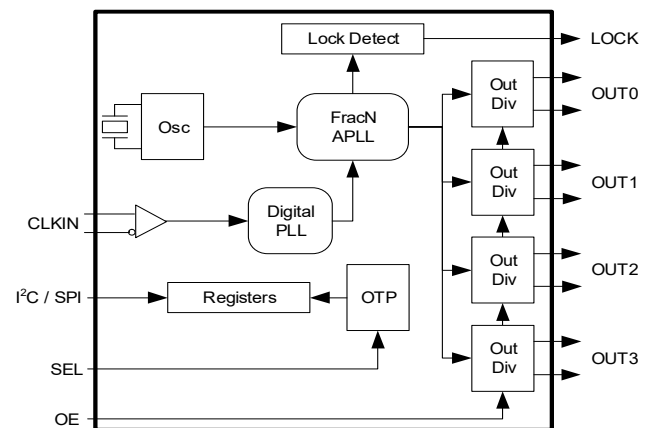 Lock Detect
LOCK
Osc
FracN
APLL
Out
Div
OUT0
Out
Div
OUT1
CLKIN
Digital
PLL
Out
Div
OUT2
I²C / SPI
Registers
OTP
Out
Div
OUT3
SEL
OE